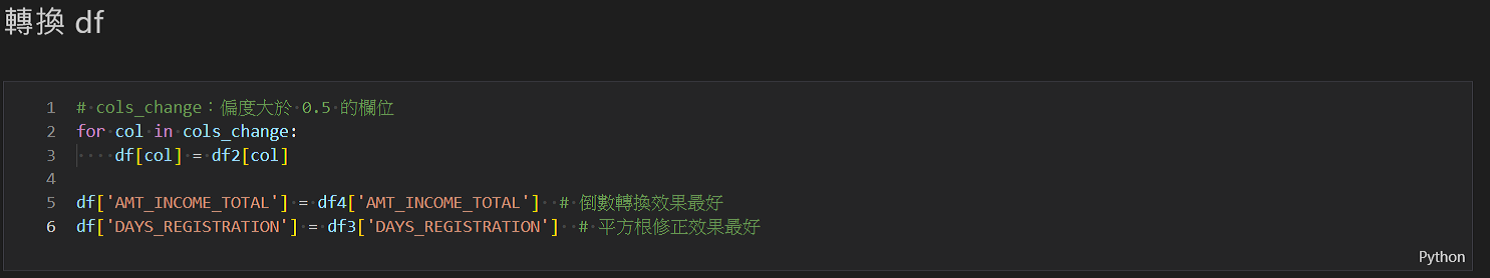 轉換 df
1 # cols_change：偏度大於 0.5 的欄位
2 for col in cols_change:
3     df[col] = df2[col]
4
5 df['AMT_INCOME_TOTAL'] = df4['AMT_INCOME_TOTAL']  # 倒數轉換效果最好
6 df['DAYS_REGISTRATION'] = df3['DAYS_REGISTRATION']  # 平方根修正效果最好
Python